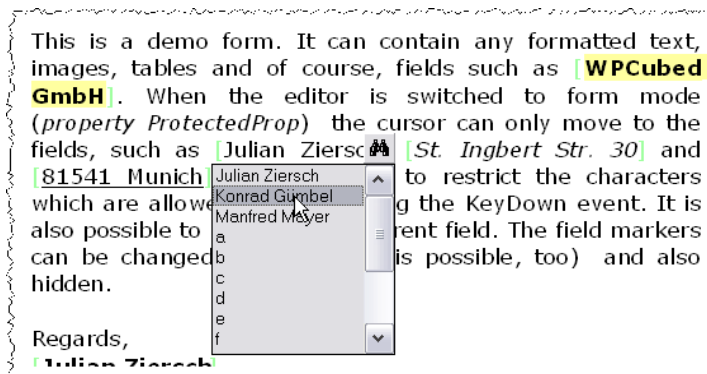 This is a demo form. It can contain any formatted text,
images, tables and of course, fields such as [WPCubed
GmbH]. When the editor is switched to form mode
(property ProtectedProp) the cursor can only move to the
fields, such as [Julian Ziersc [St. Ingbert Str. 30] and
[81541 Munich] to restrict the characters
which are allowe g the KeyDown event. It is
also possible to rent field. The field markers
can be changed is possible, too) and also
hidden.
Julian Ziersch
Konrad Gümbel
Manfred Meyer
a
b
c
d
e
f
Regards,
[Julian Ziersch]